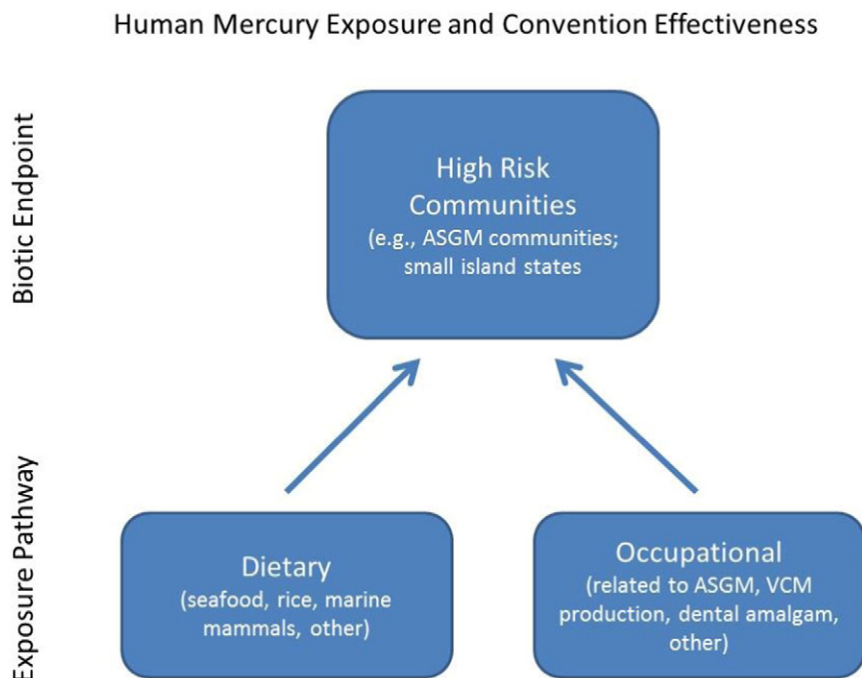 Human Mercury Exposure and Convention Effectiveness
Biotic Endpoint
High Risk
Communities
(e.g., ASGM communities;
small island states
Exposure Pathway
Dietary
(seafood, rice, marine
mammals, other)
Occupational
(related to ASGM, VCM
production, dental amalgam,
other)